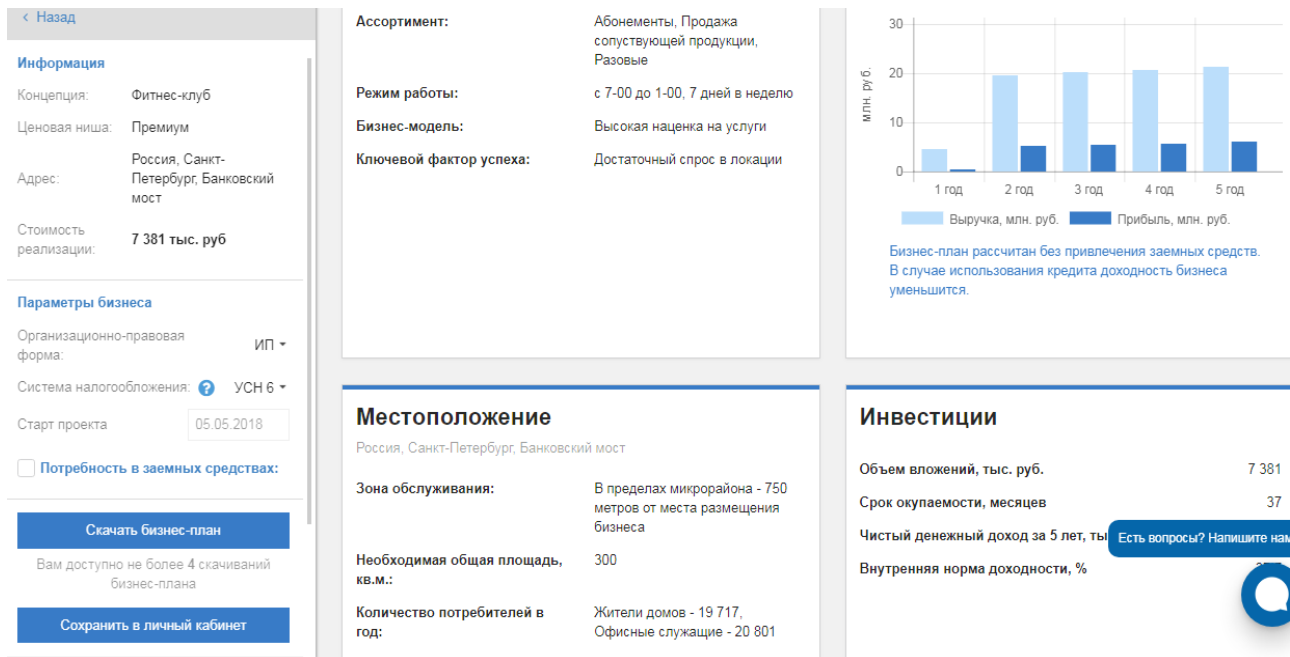 ‹ Назад
Информация
Концепция: Фитнес-клуб
Ценовая ниша: Премиум
Россия, Санкт-
Адрес: Петербург, Банковский
мост
Стоимость
реализации: 7 381 тыс. руб
Параметры бизнеса
Организационно-правовая
форма: ИП
Система налогообложения: ? УСН 6
Старт проекта 05.05.2018
Потребность в заемных средствах:
Скачать бизнес-план
Вам доступно не более 4 скачиваний
бизнес-плана
Сохранить в личный кабинет
Ассортимент: Абонементы, Продажа
сопуствующей продукции,
Разовые
Режим работы: с 7-00 до 1-00, 7 дней в неделю
Бизнес-модель: Высокая наценка на услуги
Ключевой фактор успеха: Достаточный спрос в локации
30
20
10
0
млн. руб.
1 год 2 год 3 год 4 год 5 год
Выручка, млн. руб. Прибыль, млн. руб.
Бизнес-план рассчитан без привлечения заемных средств.
В случае использования кредита доходность бизнеса
уменьшится.
Местоположение
Россия, Санкт-Петербург, Банковский мост
Зона обслуживания: В пределах микрорайона - 750
метров от места размещения
бизнеса
Необходимая общая площадь, 300
кв.м.:
Количество потребителей в Жители домов - 19 717,
год: Офисные служащие - 20 801
Инвестиции
Объем вложений, тыс. руб. 7 381
Срок окупаемости, месяцев 37
Чистый денежный доход за 5 лет, ты
Есть вопросы? Напишите нам
Внутренняя норма доходности, %